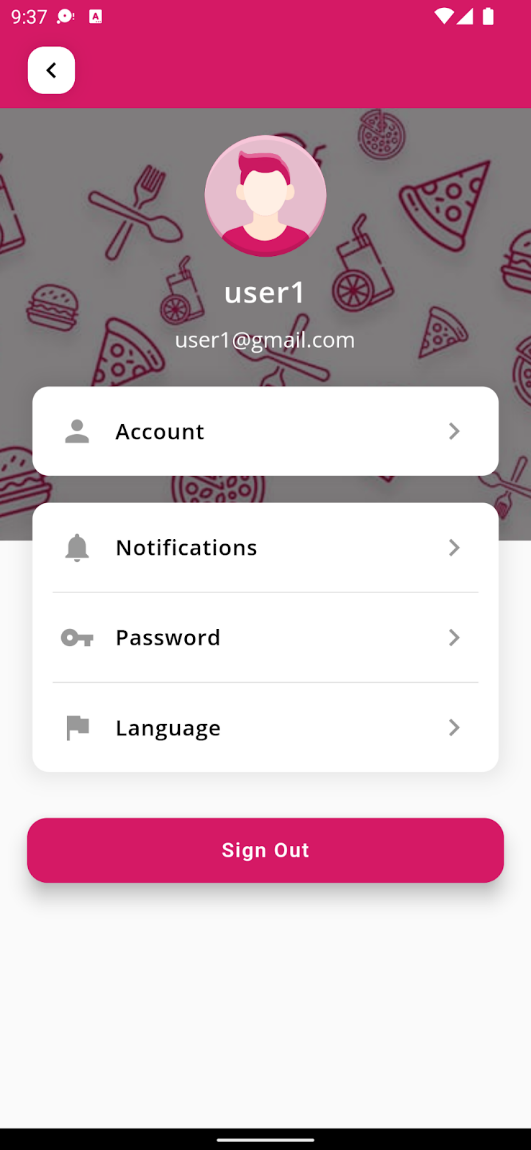 9:37
user1
user1@gmail.com
Account
Notifications
Password
Language
Sign Out